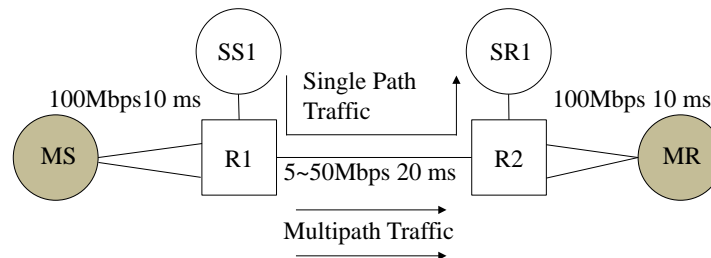 SS1
SR1
Single Path
Traffic
100Mbps10 ms
100Mbps 10 ms
MS
R1
R2
MR
5~50Mbps 20 ms
Multipath Traffic